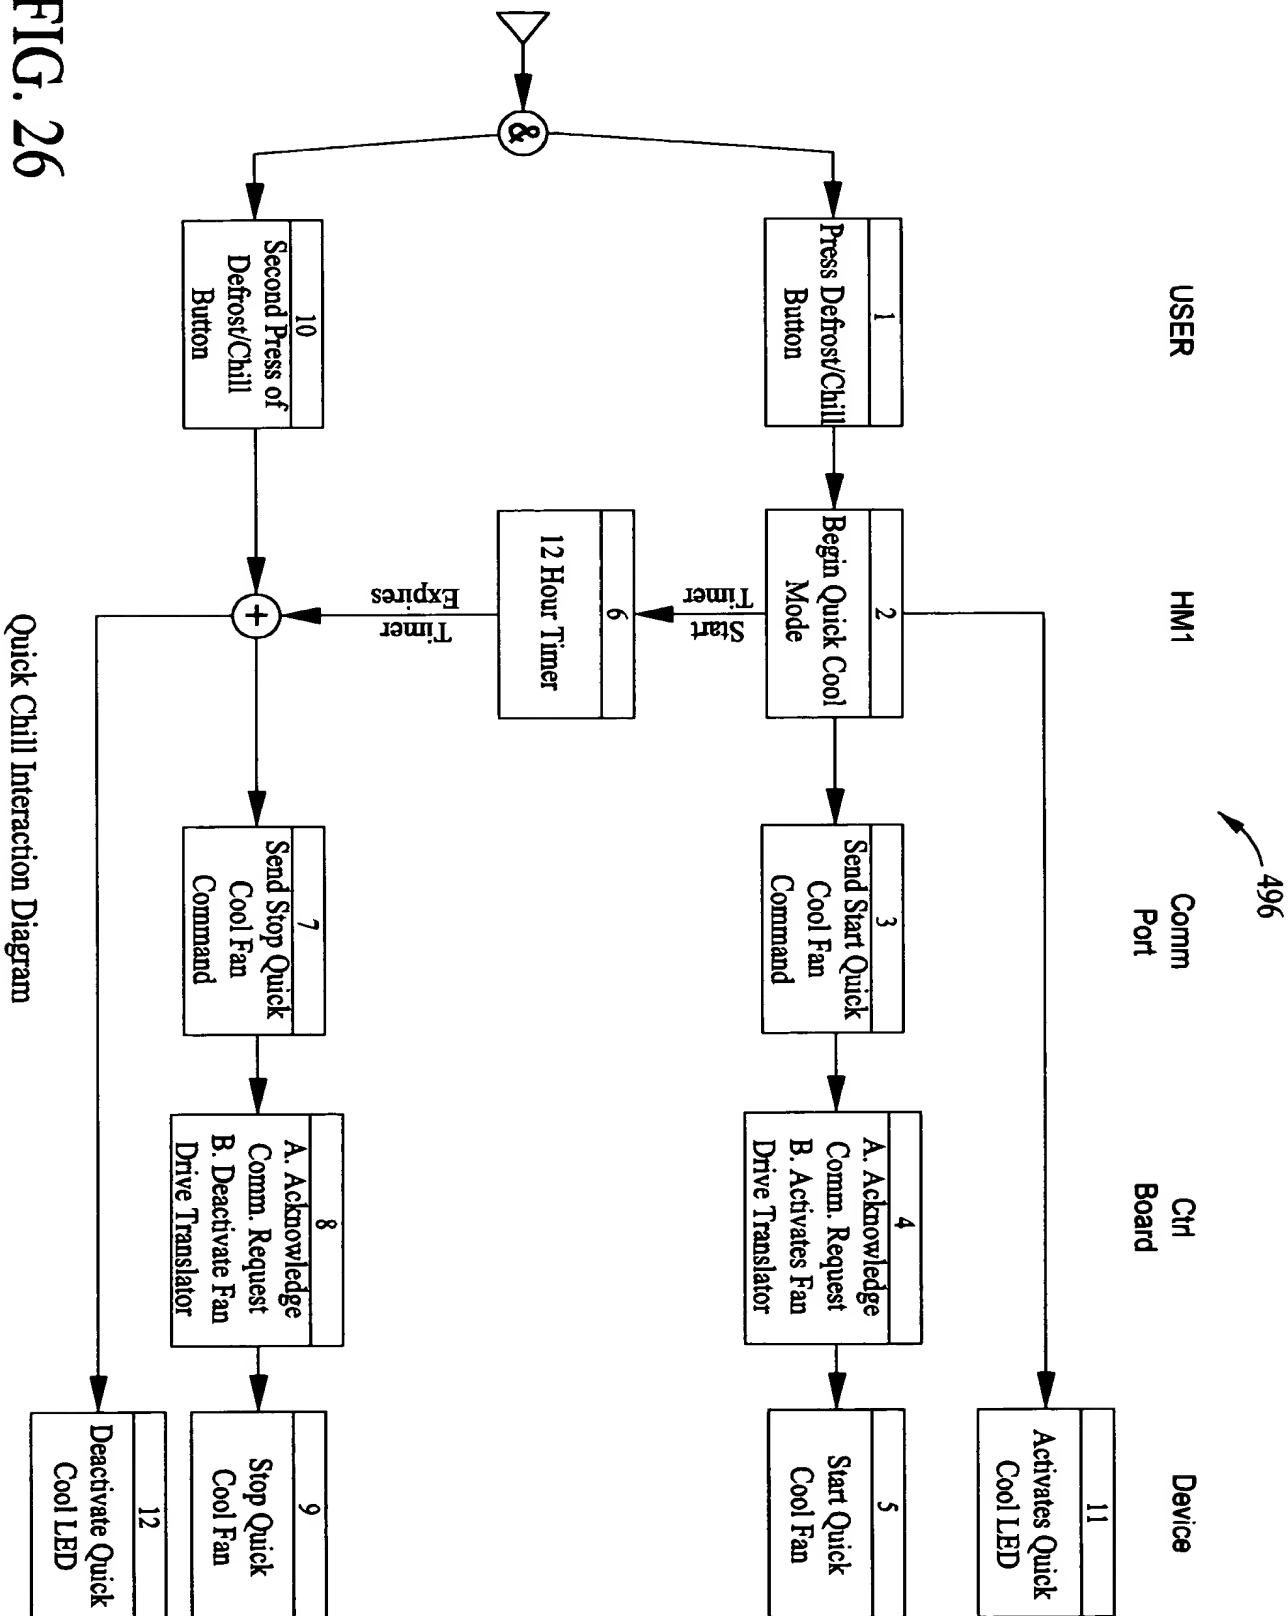 496
USER
HM1
Comm
Port
Ctrl
Board
Device
11
Activates Quick
Cool LED
1
Press Defrost/Chill
Button
2
Begin Quick Cool
Mode
3
Send Start Quick
Cool Fan
Command
4
A. Acknowledge
Comm. Request
B. Activates Fan
Drive Translator
5
Start Quick
Cool Fan
Start
Timer
&
6
12 Hour Timer
Timer
Expires
10
Second Press of
Defrost/Chill
Button
+
7
Send Stop Quick
Cool Fan
Command
8
A. Acknowledge
Comm. Request
B. Deactivate Fan
Drive Translator
9
Stop Quick
Cool Fan
12
Deactivate Quick
Cool LED
Quick Chill Interaction Diagram
FIG. 26